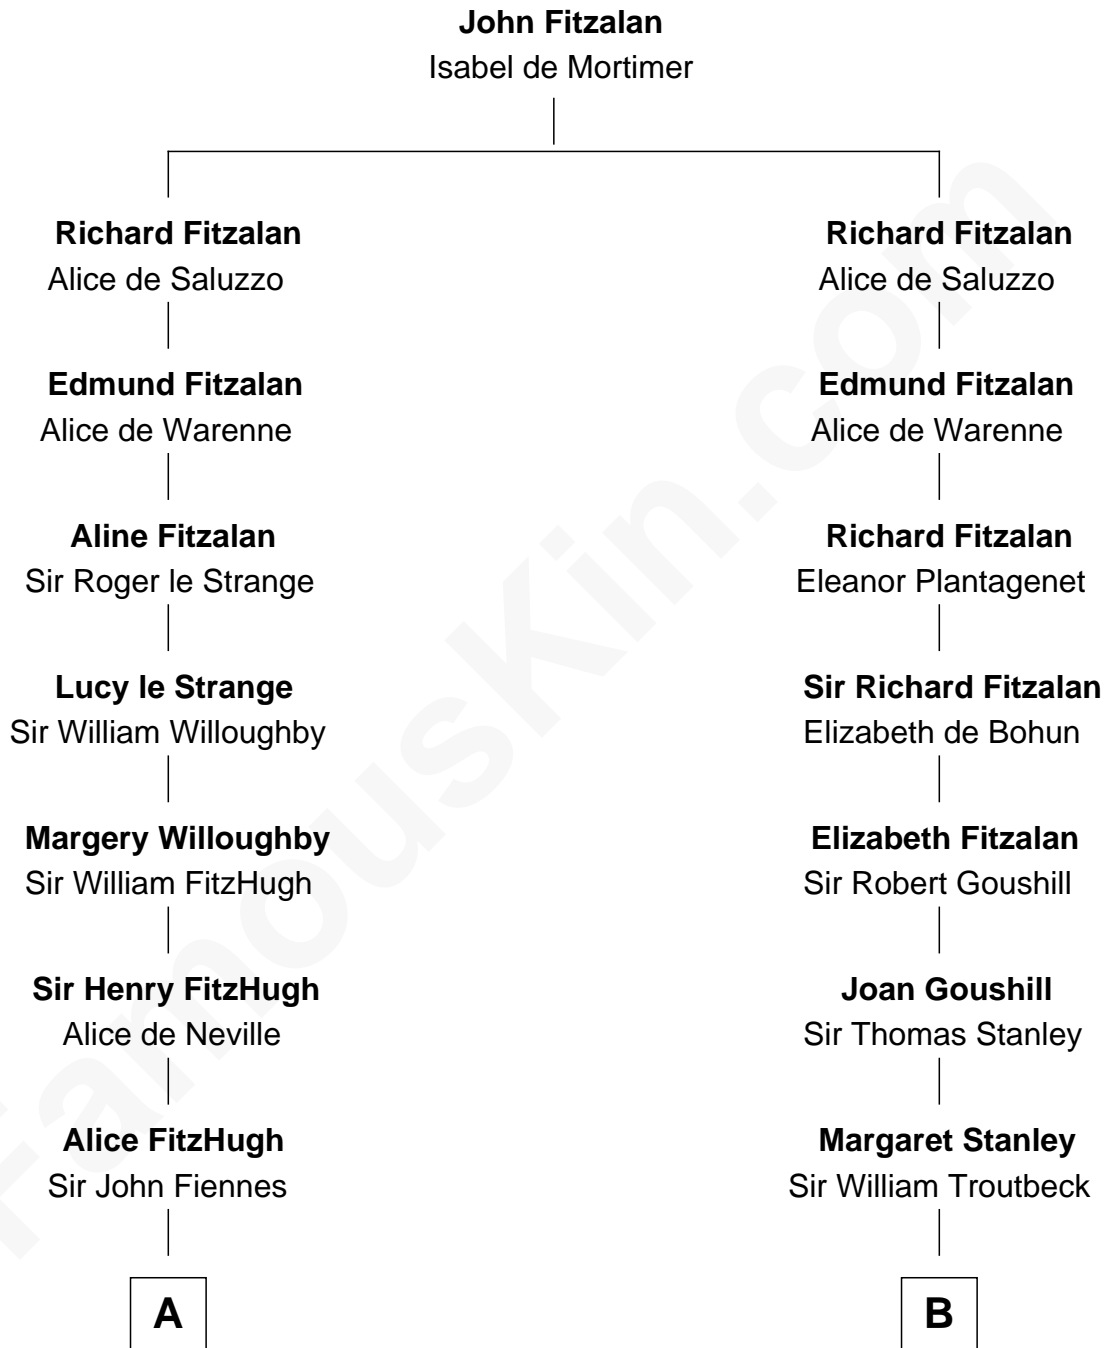 John Fitzalan
Isabel de Mortimer
Richard Fitzalan
Alice de Saluzzo
Edmund Fitzalan
Alice de Warenne
Aline Fitzalan
Sir Roger le Strange
Lucy le Strange
Sir William Willoughby
Margery Willoughby
Sir William FitzHugh
Sir Henry FitzHugh
Alice de Neville
Alice FitzHugh
Sir John Fiennes
A
Richard Fitzalan
Alice de Saluzzo
Edmund Fitzalan
Alice de Warenne
Richard Fitzalan
Eleanor Plantagenet
Sir Richard Fitzalan
Elizabeth de Bohun
Elizabeth Fitzalan
Sir Robert Goushill
Joan Goushill
Sir Thomas Stanley
Margaret Stanley
Sir William Troutbeck
B
FamousKin.com